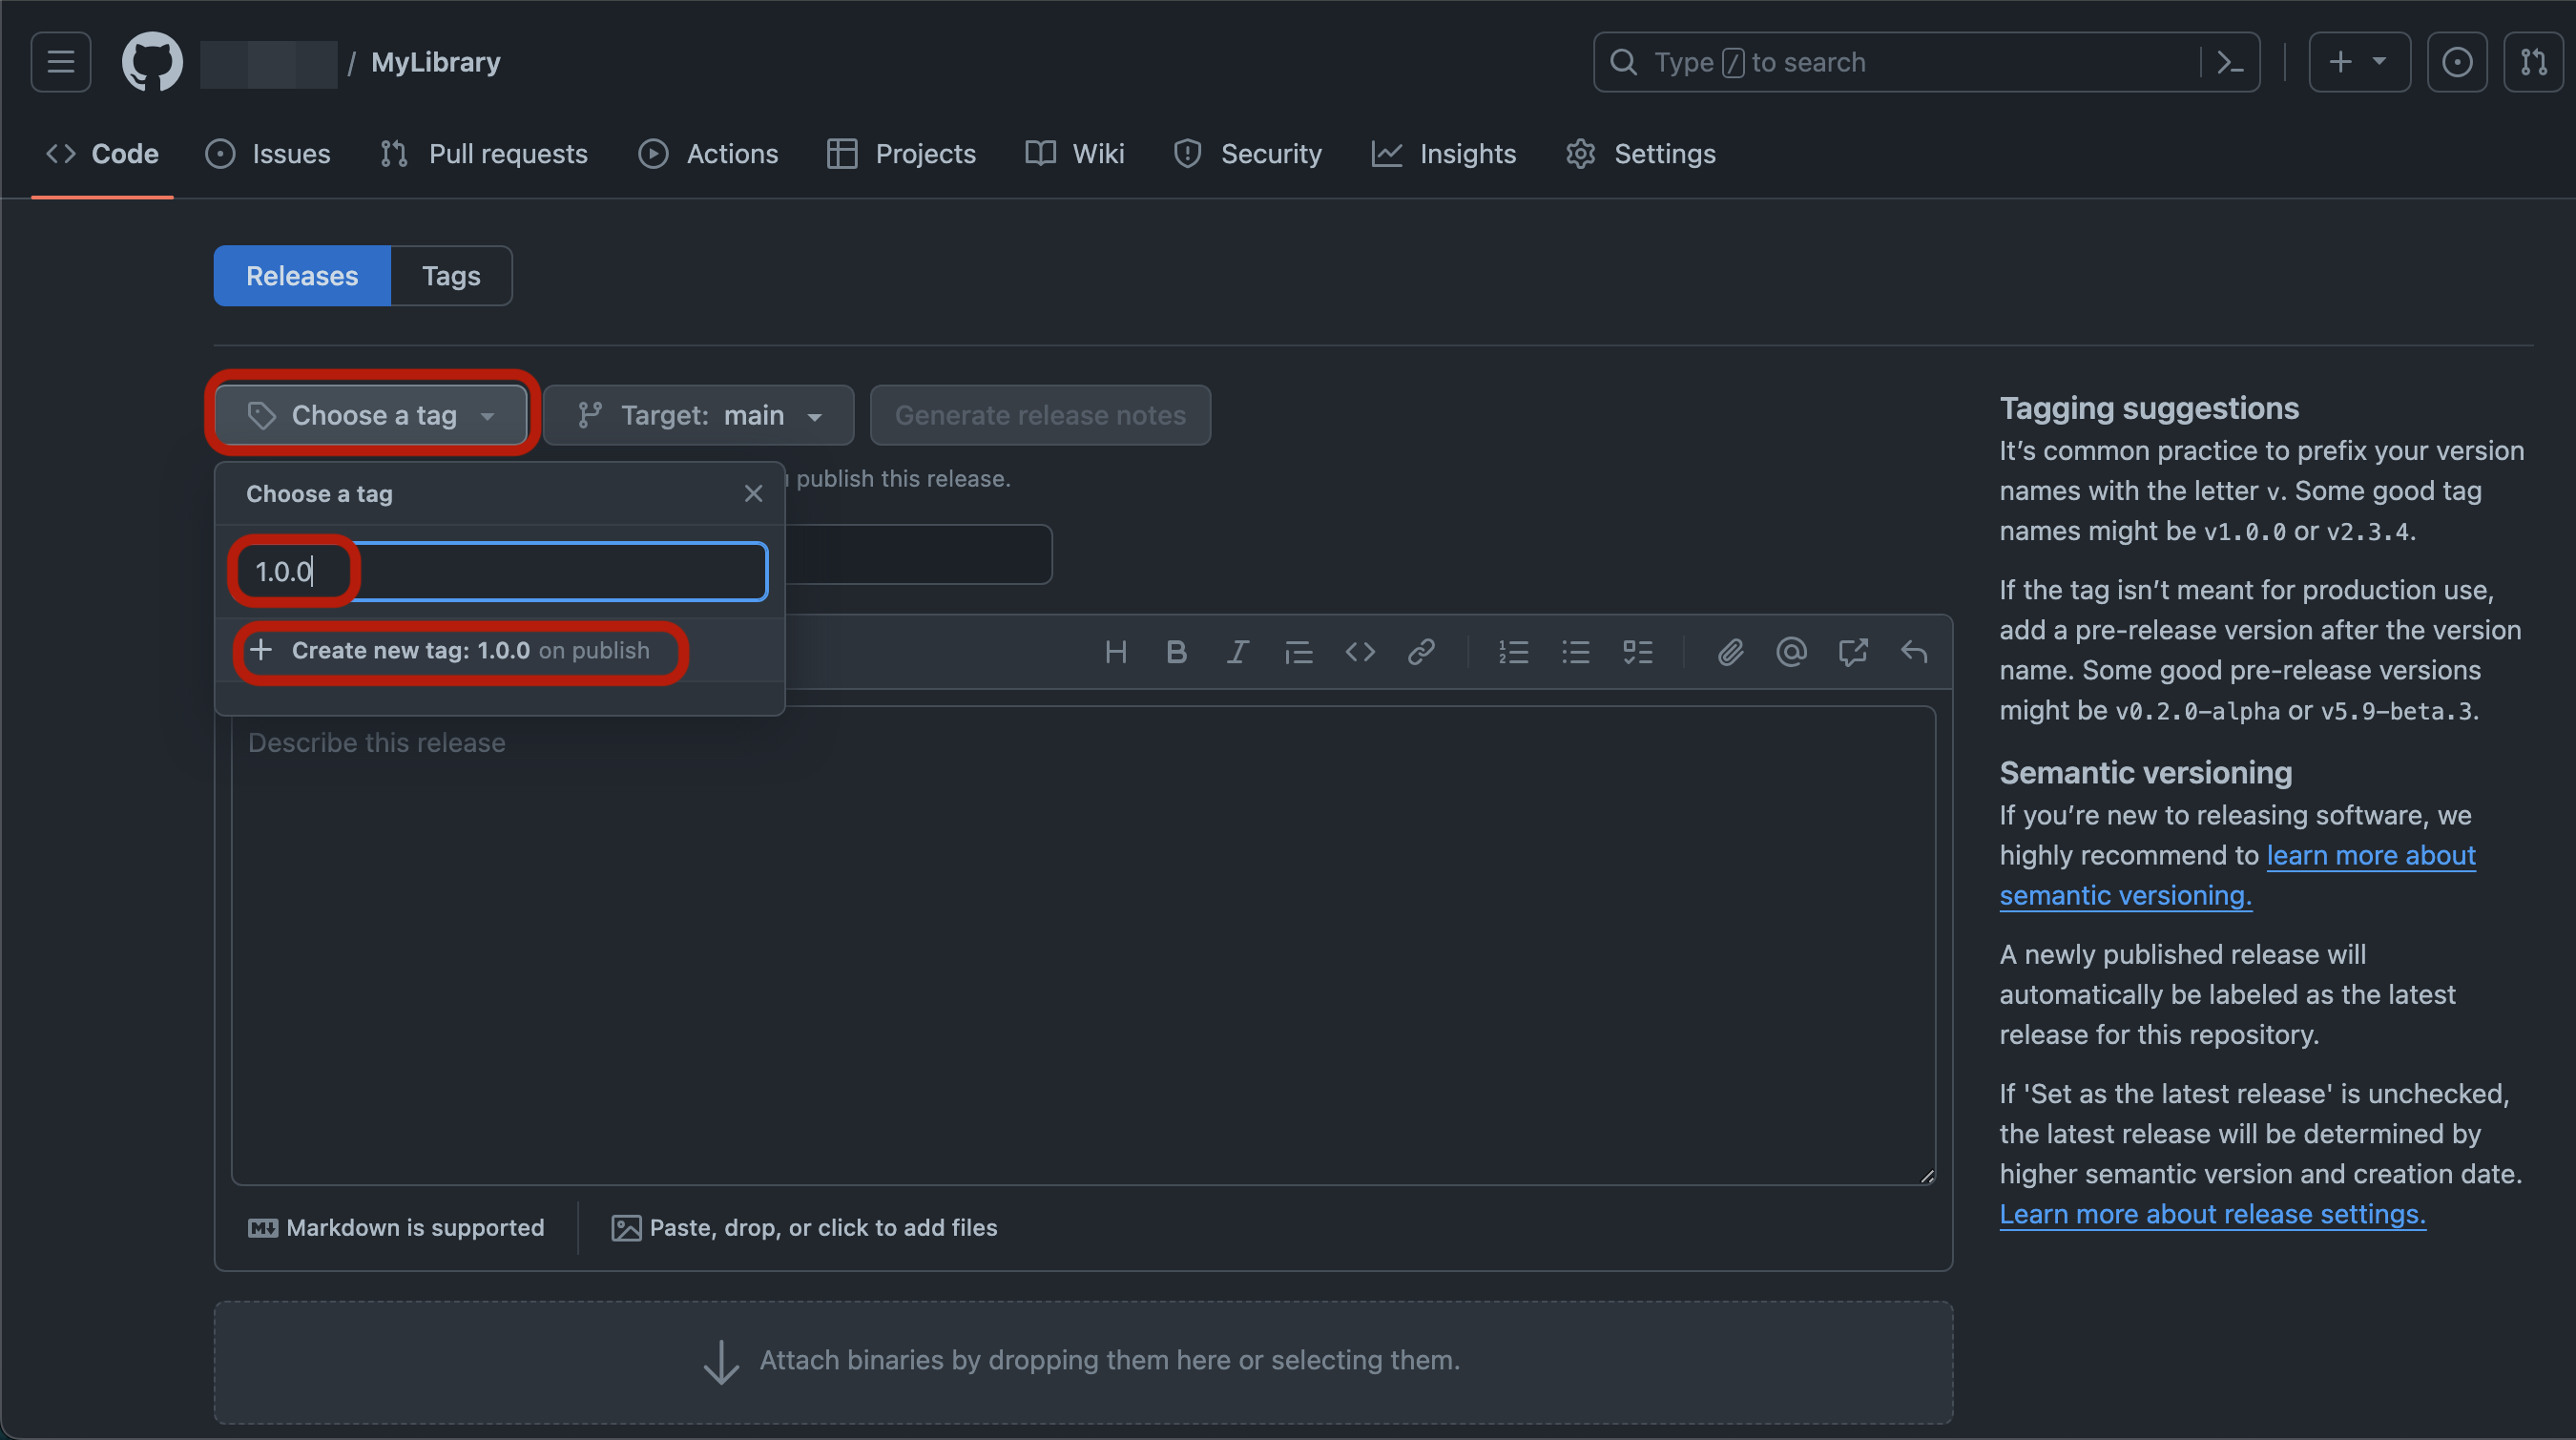 / MyLibrary
Type / to search
Code Issues Pull requests Actions Projects Wiki Security Insights Settings
Releases Tags
Choose a tag Target: main Generate release notes
publish this release.
Choose a tag
1.0.0
Create new tag: 1.0.0 on publish
Describe this release
Markdown is supported
Paste, drop, or click to add files
Attach binaries by dropping them here or selecting them.
Tagging suggestions
It’s common practice to prefix your version
names with the letter v. Some good tag
names might be v1.0.0 or v2.3.4.
If the tag isn’t meant for production use,
add a pre-release version after the version
name. Some good pre-release versions
might be v0.2.0-alpha or v5.9-beta.3.
Semantic versioning
If you’re new to releasing software, we
highly recommend to learn more about
semantic versioning.
A newly published release will
automatically be labeled as the latest
release for this repository.
If 'Set as the latest release' is unchecked,
the latest release will be determined by
higher semantic version and creation date.
Learn more about release settings.